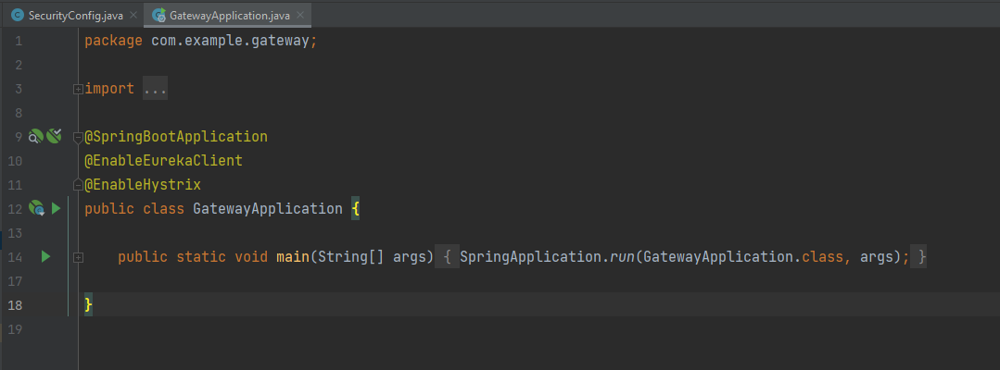 SecurityConfig.java GatewayApplication.java
1 package com.example.gateway;
2
3 import ...
8
9 @SpringBootApplication
10 @EnableEurekaClient
11 @EnableHystrix
12 public class GatewayApplication {
13
14 public static void main(String[] args) { SpringApplication.run(GatewayApplication.class, args); }
17
18 }
19